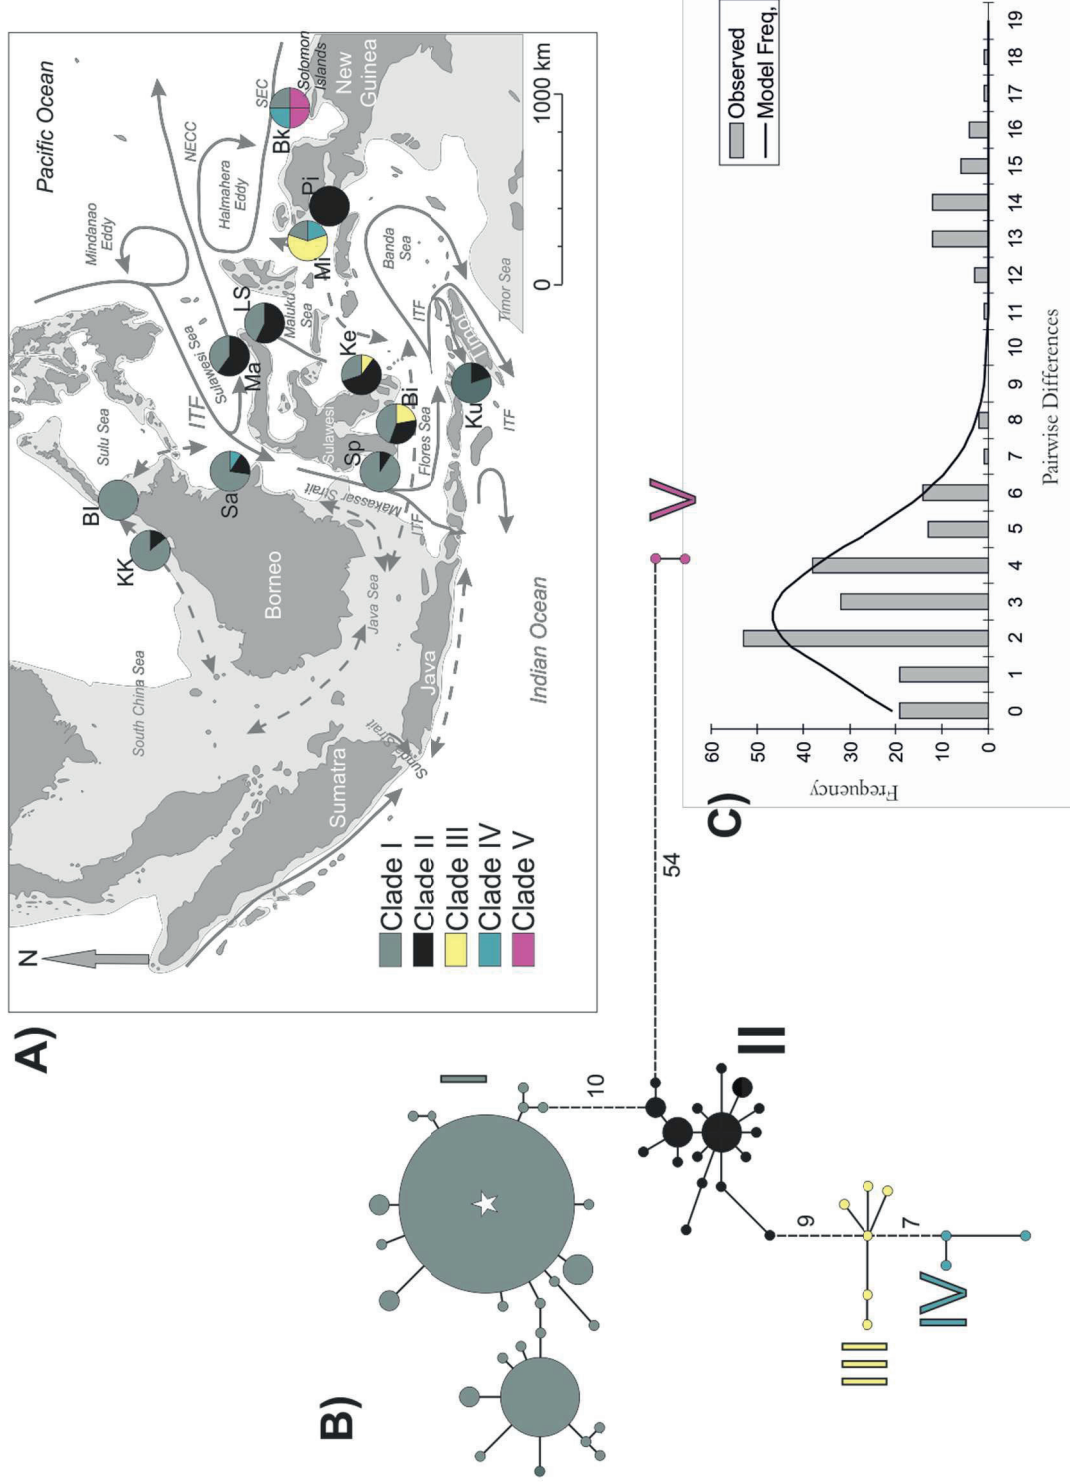 A)
N
Pacific Ocean
Mindanao
Eddy
NECC
Halmahera
Eddy
SEC
Solomon
Islands
New
Guinea
Bk
Pi
Mi
Banda
Sea
Timor Sea
Sulu Sea
Sulawesi Sea
ITF
LS
Maluku
Sea
Ma
Ke
Bi
Sulawesi
Sp
Flores Sea
ITF
Timor
Ku
ITF
BI
KK
Sa
Makassar Strait
ITF
Borneo
South China Sea
Java Sea
Java
Indian Ocean
Sumatra
Sunda Strait
0
1000 km
Clade I
Clade II
Clade III
Clade IV
Clade V
B)
I
10
II
54
V
9
III
7
IV
C)
Observed
Model Freq,
Frequency
60
50
40
30
20
10
0
0 1 2 3 4 5 6 7 8 9 10 11 12 13 14 15 16 17 18 19
Pairwise Differences